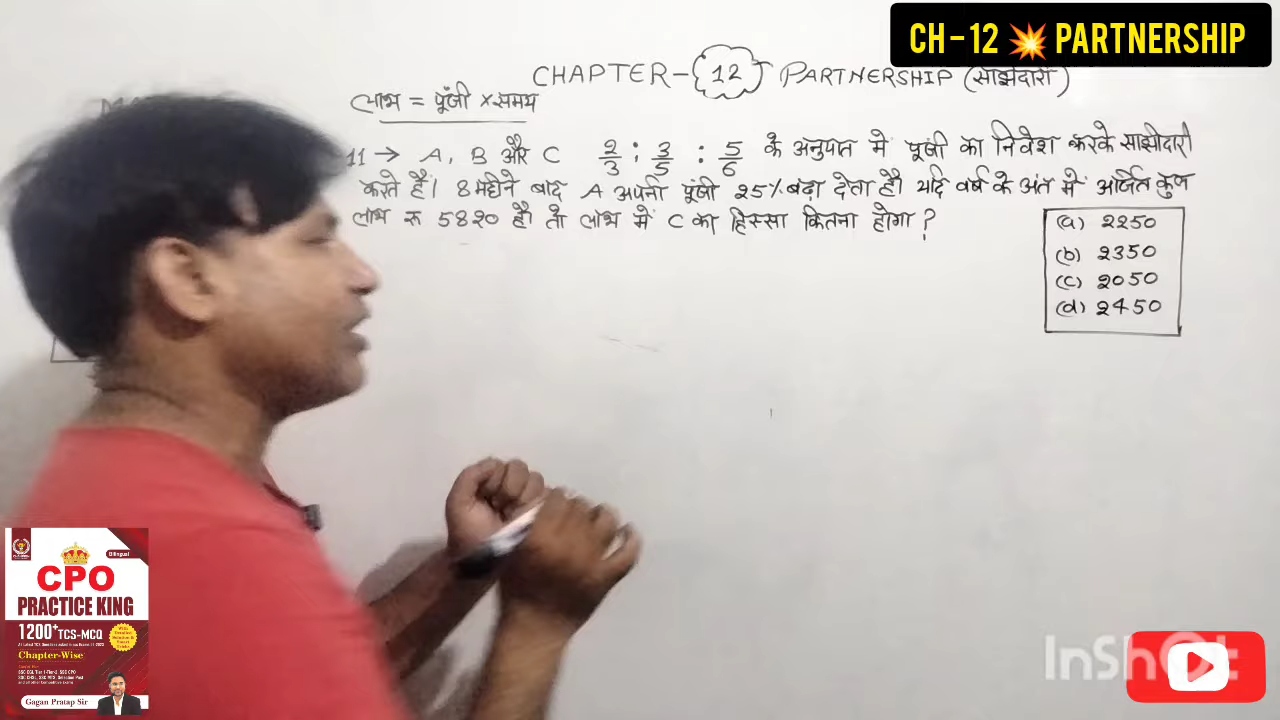 CH - 12 💥 PARTNERSHIP
CHAPTER - 12 PARTNERSHIP (साझेदारी)
लाभ = पूंजी × समय
11 → A, B और C 2/3 : 3/5 : 5/6 के अनुपात में पूंजी का निवेश करके साझेदारी
करते हैं। 8 महीने बाद A अपनी पूंजी 25% बढ़ा देता है। यदि वर्ष के अंत में अर्जित कुल
लाभ रू 5820 है। तो लाभ में C का हिस्सा कितना होगा ?
(a) 2250
(b) 2350
(c) 2050
(d) 2450
Bilingual
CPO
PRACTICE KING
1200+ TCS-MCQ
Chapter-Wise
Gagan Pratap Sir
InShot